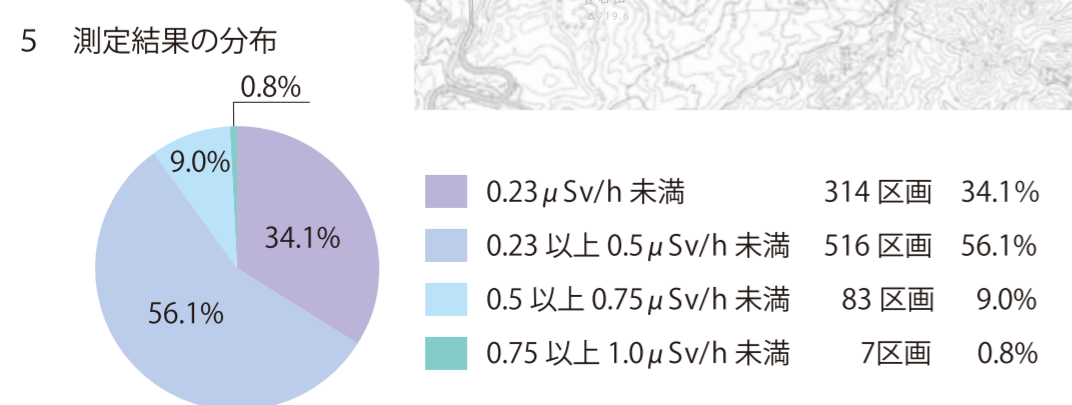 △719.6
5 測定結果の分布
0.8%
9.0%
34.1%
56.1%
0.23μSv/h 未満 314 区画 34.1%
0.23 以上 0.5μSv/h 未満 516 区画 56.1%
0.5 以上 0.75μSv/h 未満 83 区画 9.0%
0.75 以上 1.0μSv/h 未満 7区画 0.8%